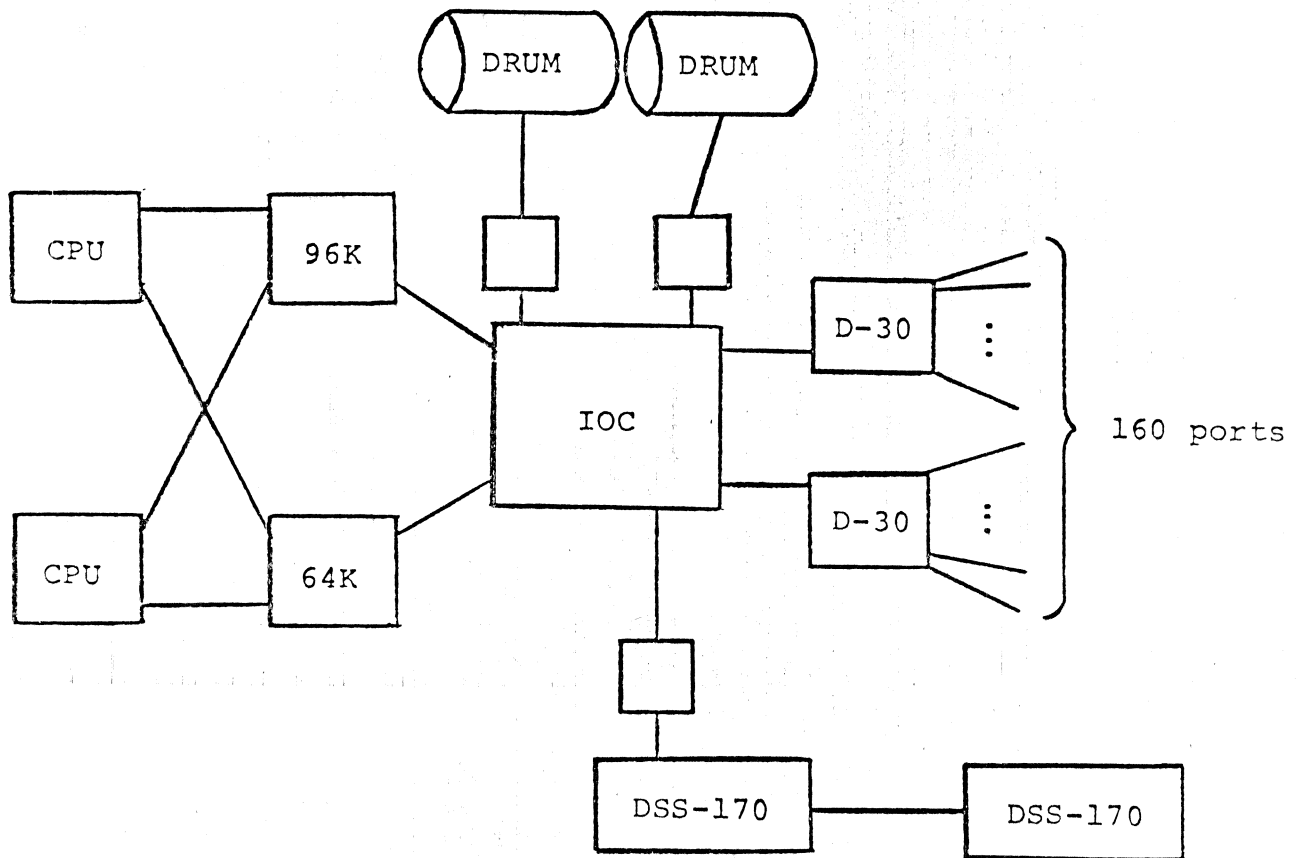 DRUM
DRUM
CPU
96K
D-30
IOC
160 ports
D-30
CPU
64K
DSS-170
DSS-170